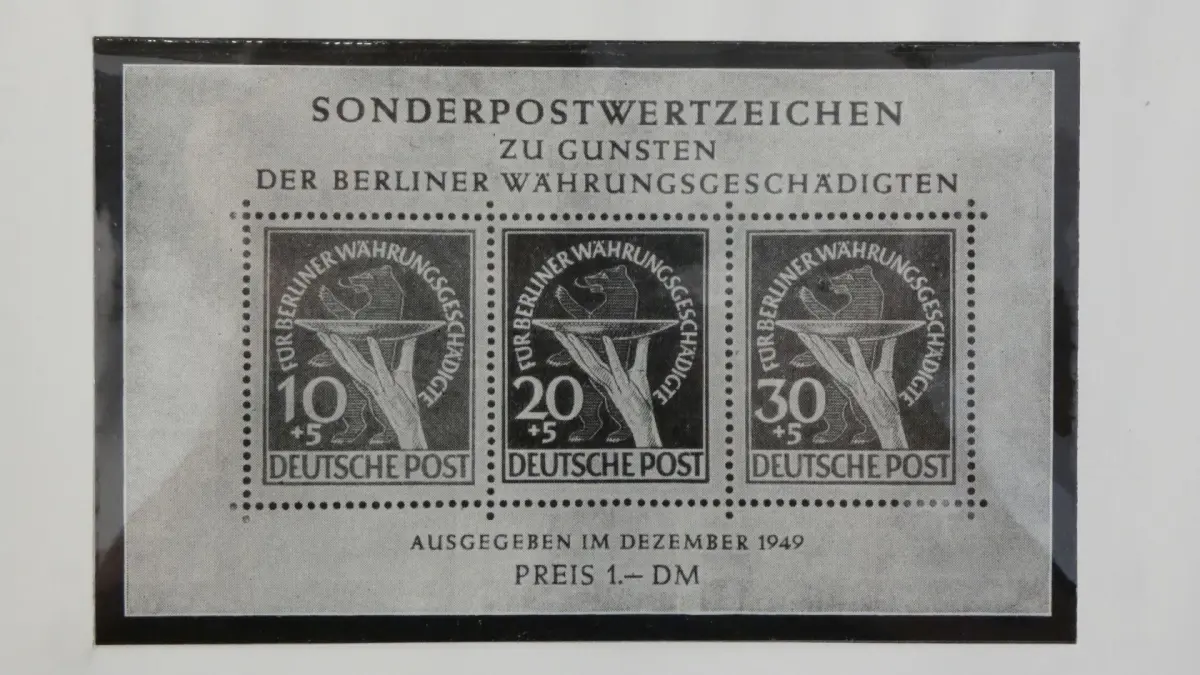 SONDERPOSTWERTZEICHEN
ZU GUNSTEN
DER BERLINER WÄHRUNGSGESCHÄDIGTEN
FÜR BERLINER WÄHRUNGSGESCHÄDIGTE
10
+5
DEUTSCHE POST
FÜR BERLINER WÄHRUNGSGESCHÄDIGTE
20
+5
DEUTSCHE POST
FÜR BERLINER WÄHRUNGSGESCHÄDIGTE
30
+5
DEUTSCHE POST
AUSGEGEBEN IM DEZEMBER 1949
PREIS 1.— DM